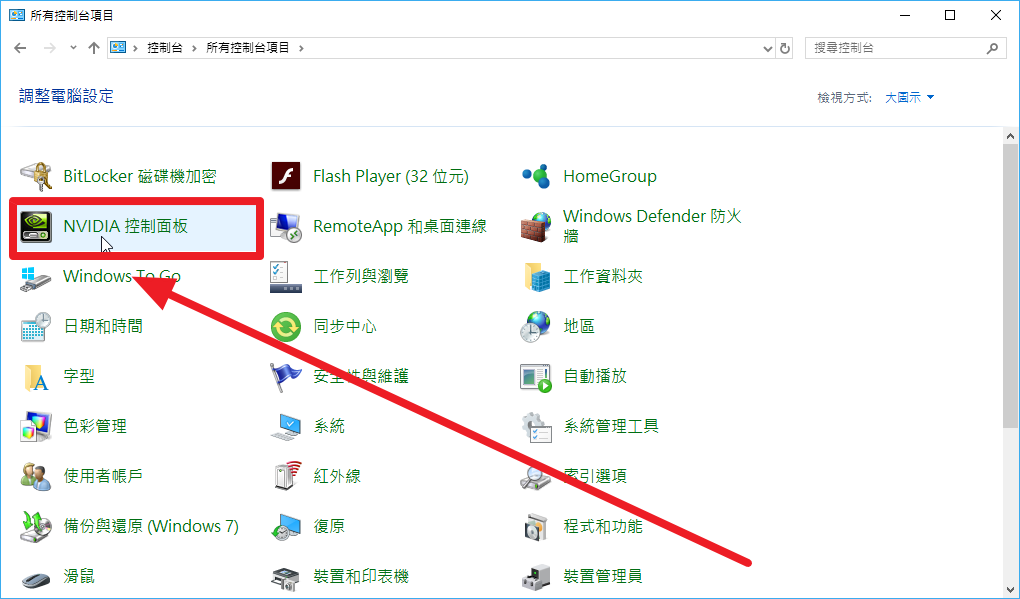 所有控制台項目
控制台 所有控制台項目
搜尋控制台
調整電腦設定
檢視方式: 大圖示
BitLocker 磁碟機加密
Flash Player (32 位元)
HomeGroup
NVIDIA 控制面板
RemoteApp 和桌面連線
Windows Defender 防火
牆
Windows To Go
工作列與瀏覽
工作資料夾
日期和時間
同步中心
地區
字型
安全性與維護
自動播放
色彩管理
系統
系統管理工具
使用者帳戶
紅外線
索引選項
備份與還原 (Windows 7)
復原
程式和功能
滑鼠
裝置和印表機
裝置管理員